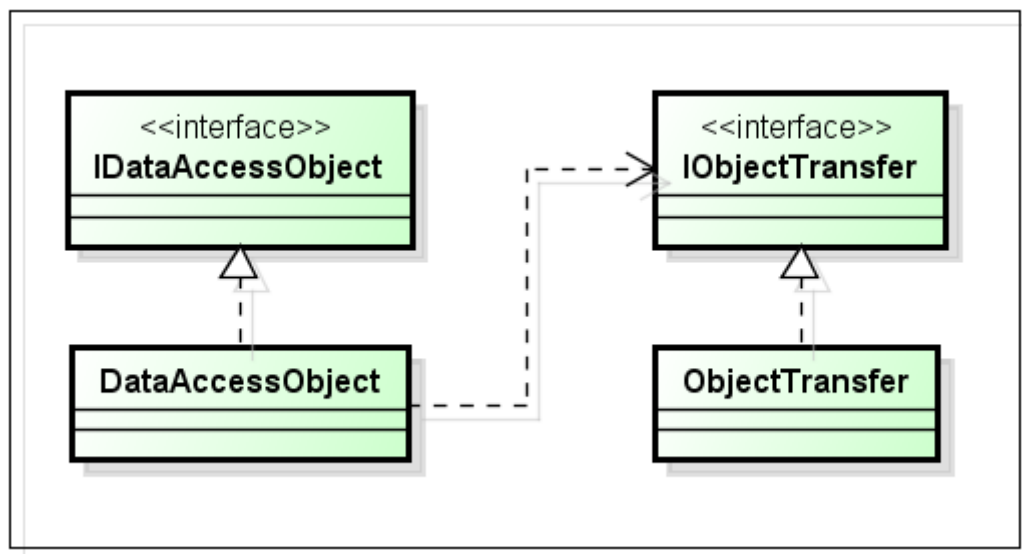 <<interface>>
IDataAccessObject
<<interface>>
IObjectTransfer
DataAccessObject
ObjectTransfer